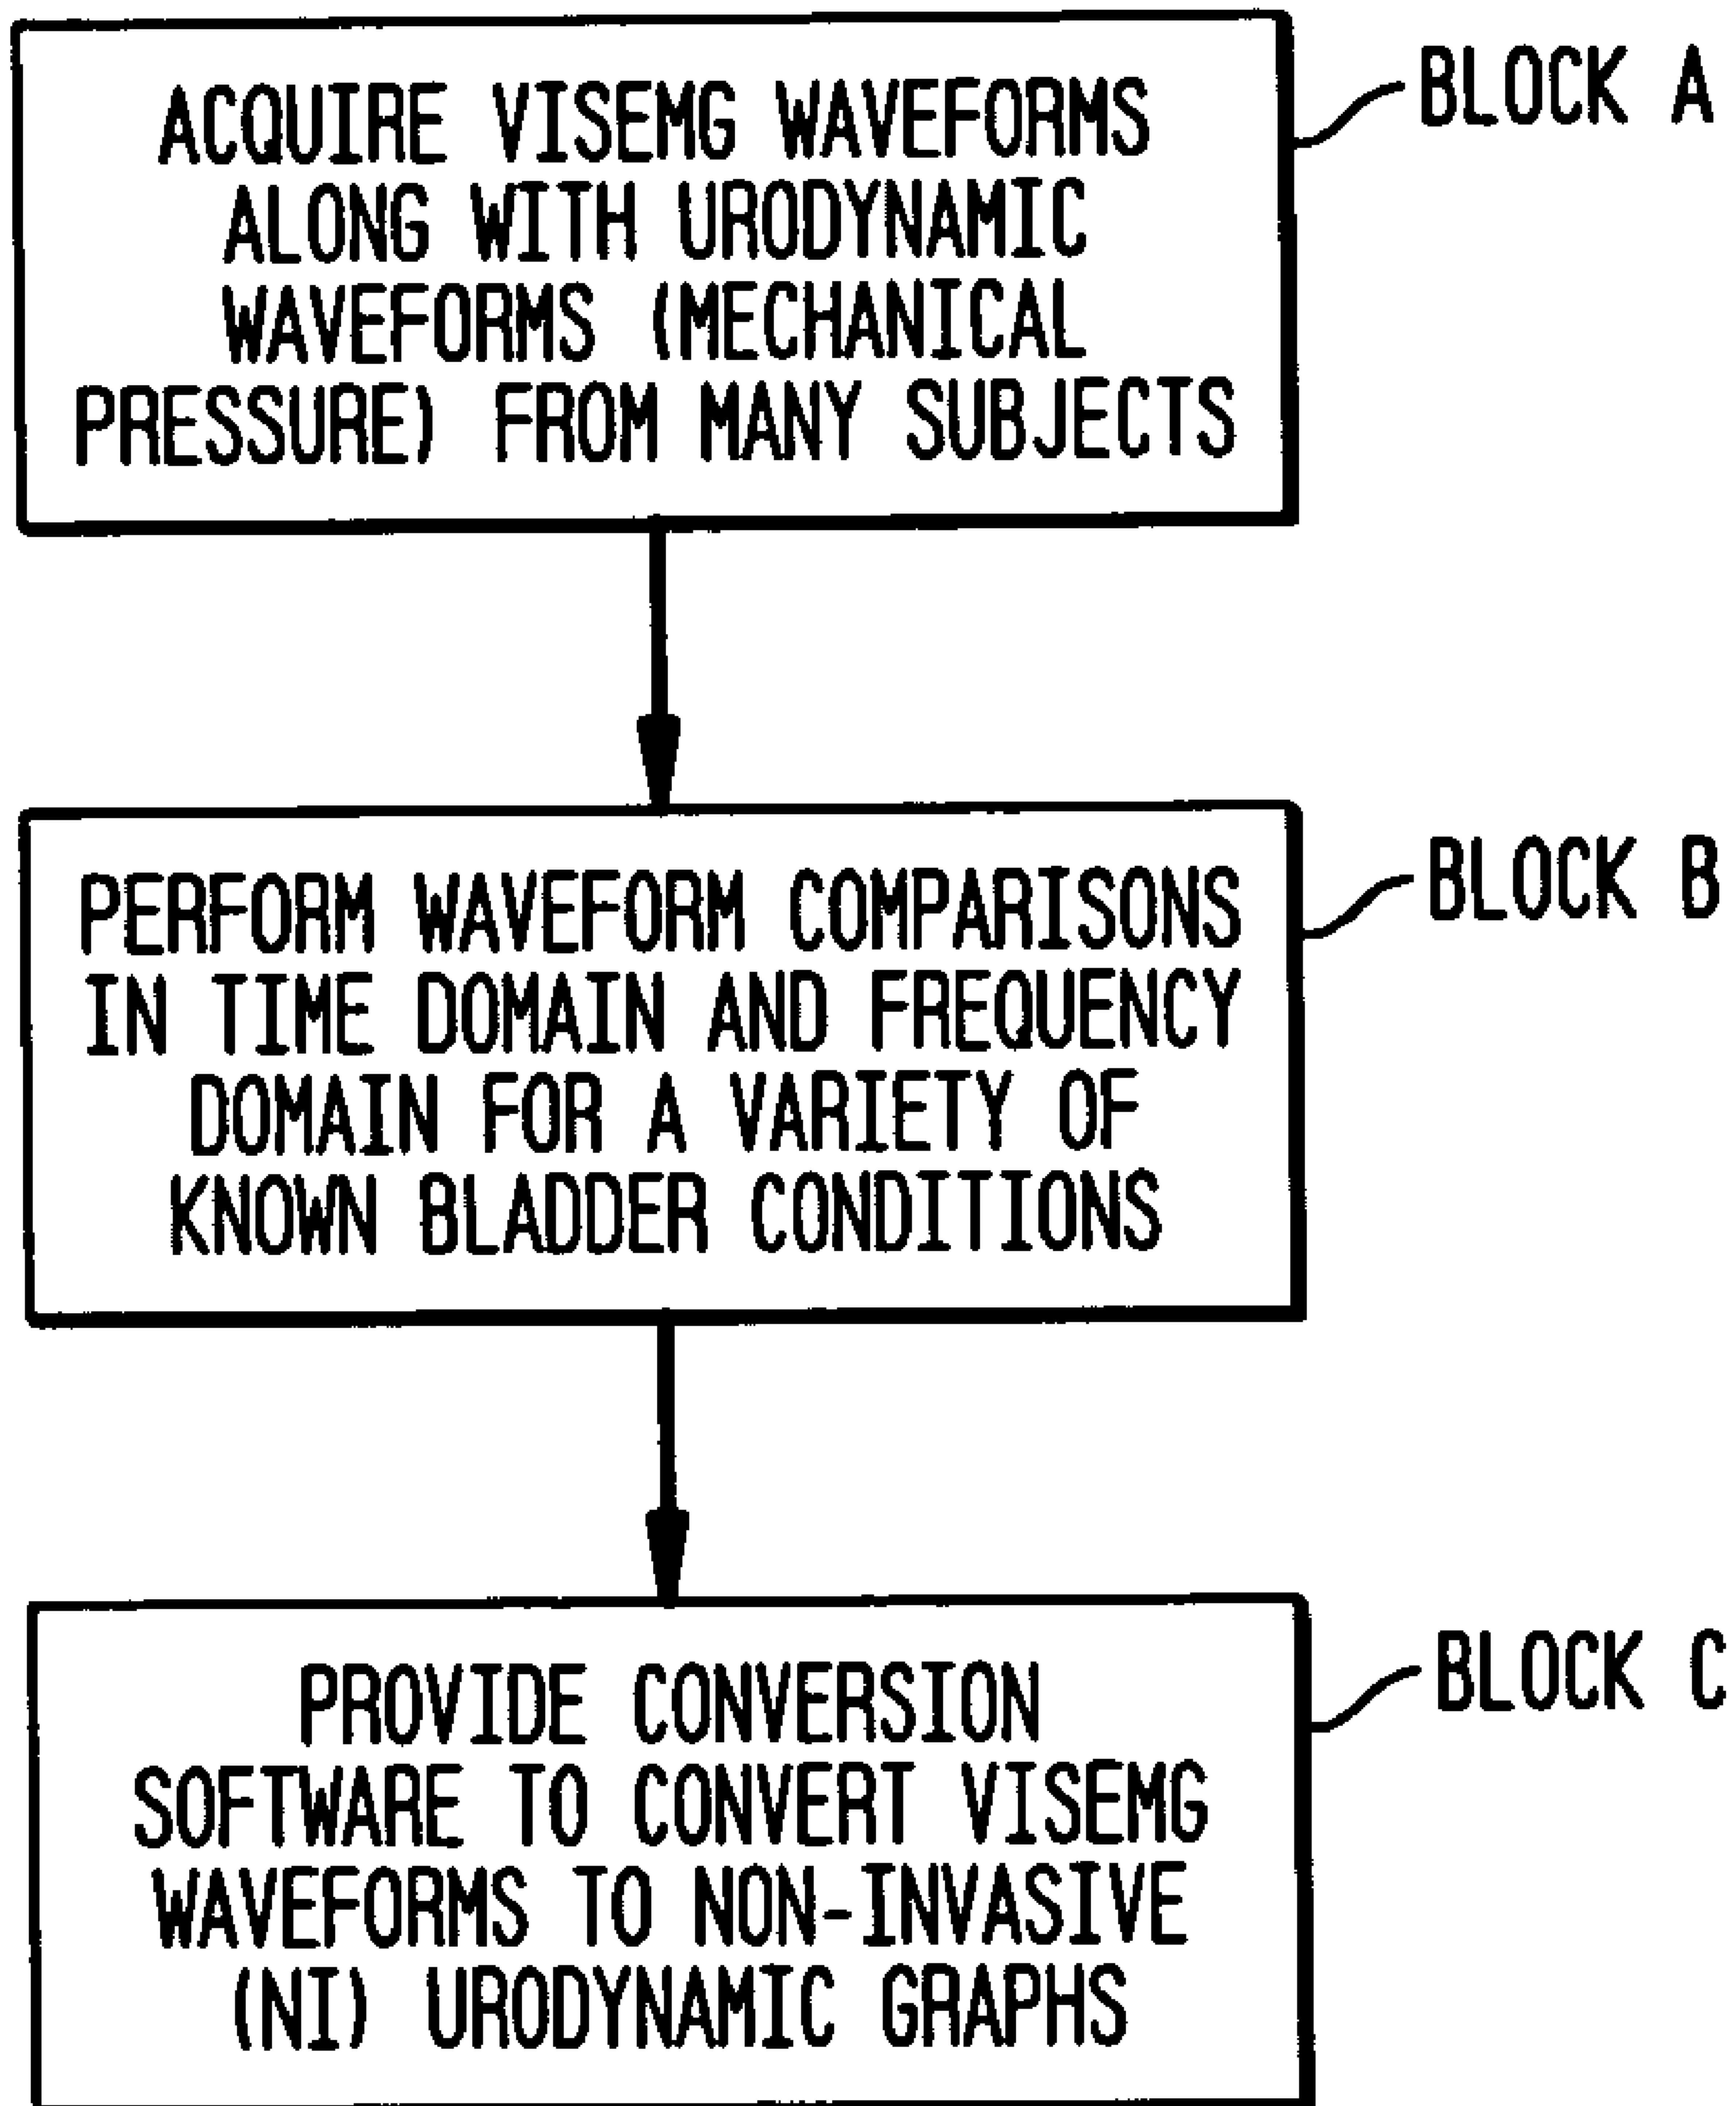 ACQUIRE VISEMG WAVEFORMS
ALONG WITH URODYNAMIC
WAVEFORMS (MECHANICAL
PRESSURE) FROM MANY SUBJECTS
BLOCK A
PERFORM WAVEFORM COMPARISONS
IN TIME DOMAIN AND FREQUENCY
DOMAIN FOR A VARIETY OF
KNOWN BLADDER CONDITIONS
BLOCK B
PROVIDE CONVERSION
SOFTWARE TO CONVERT VISEMG
WAVEFORMS TO NON-INVASIVE
(NI) URODYNAMIC GRAPHS
BLOCK C